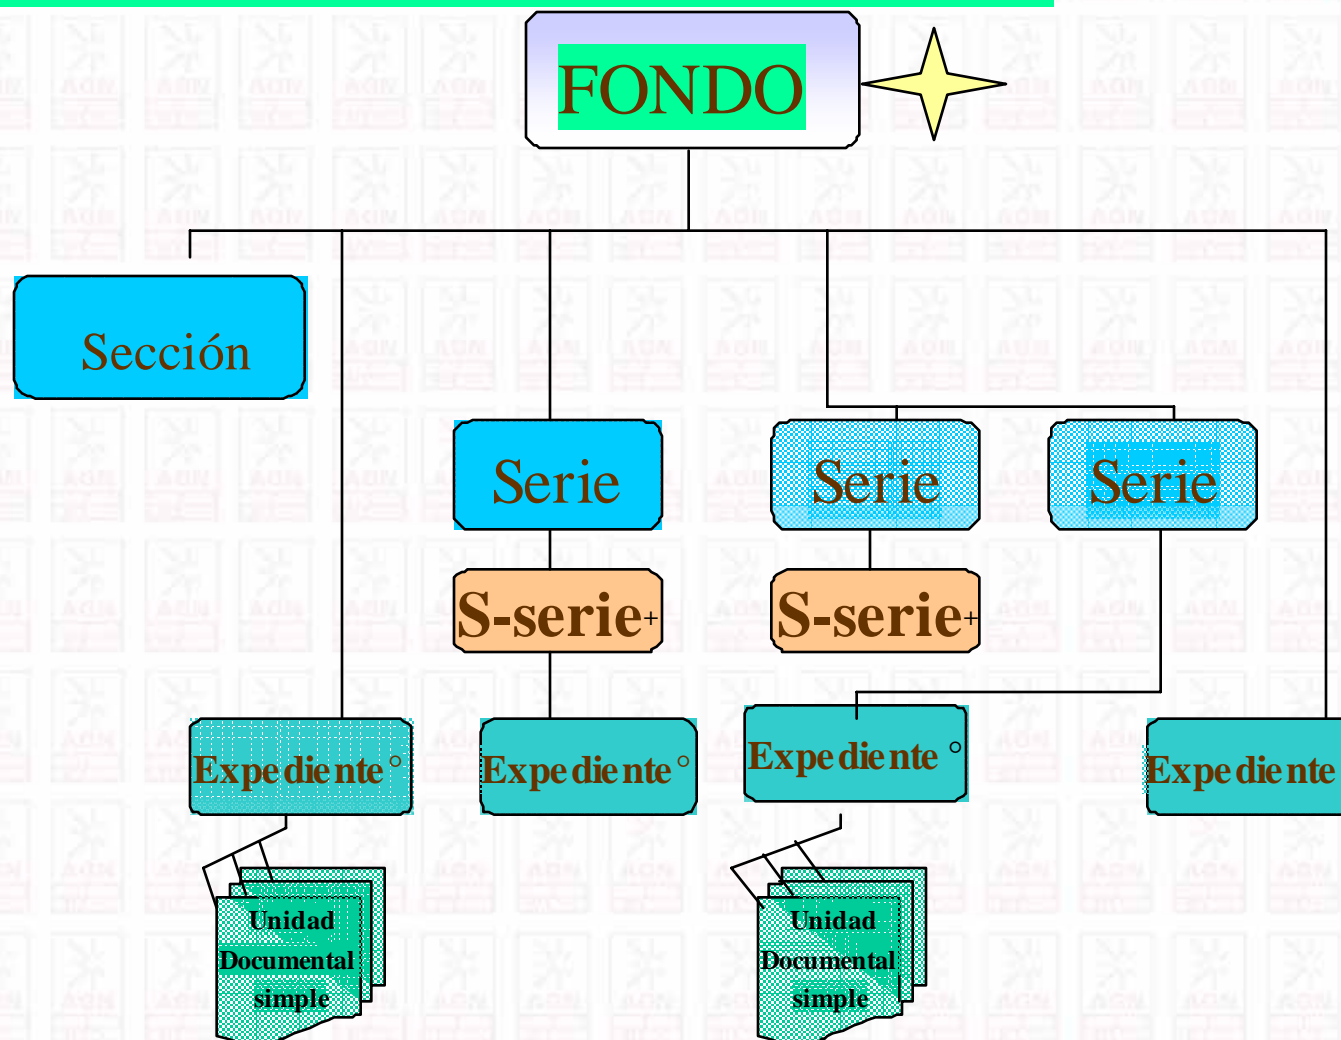 FONDO
Sección
Serie
Serie
Serie
S-serie+
S-serie+
Expediente°
Expediente°
Expediente °
Expediente
Unidad
Documental
simple
Unidad
Documental
simple